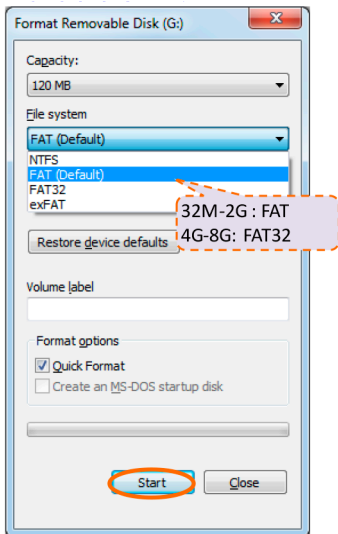 Format Removable Disk (G:)
Capacity:
120 MB
File system
FAT (Default)
NTFS
FAT (Default)
FAT32
exFAT
32M-2G : FAT
4G-8G: FAT32
Restore device defaults
Volume label
Format options
Quick Format
Create an MS-DOS startup disk
Start
Close